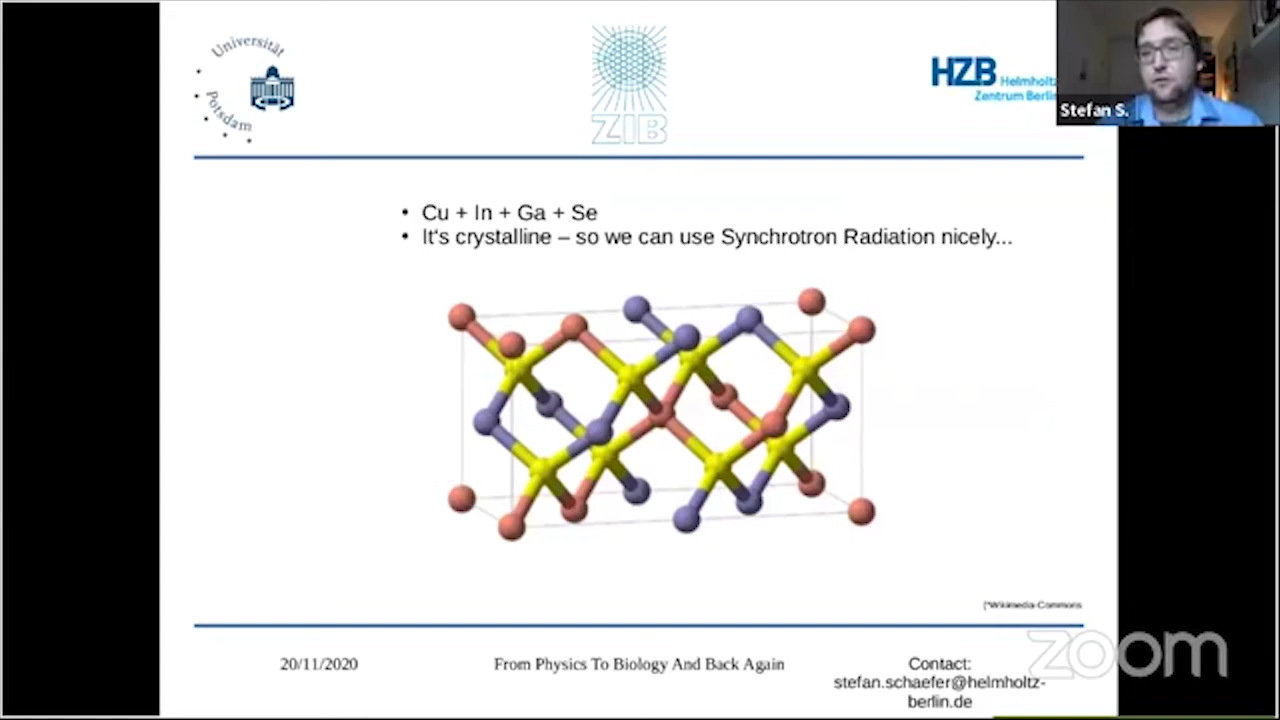 Universität
Potsdam
ZIB
HZB Helmholtz
Zentrum Berlin
Stefan S.
• Cu + In + Ga + Se
• It's crystalline – so we can use Synchrotron Radiation nicely...
(*Wikimedia-Commons
20/11/2020
From Physics To Biology And Back Again
Contact:
stefan.schaefer@helmholtz-
berlin.de
zoom